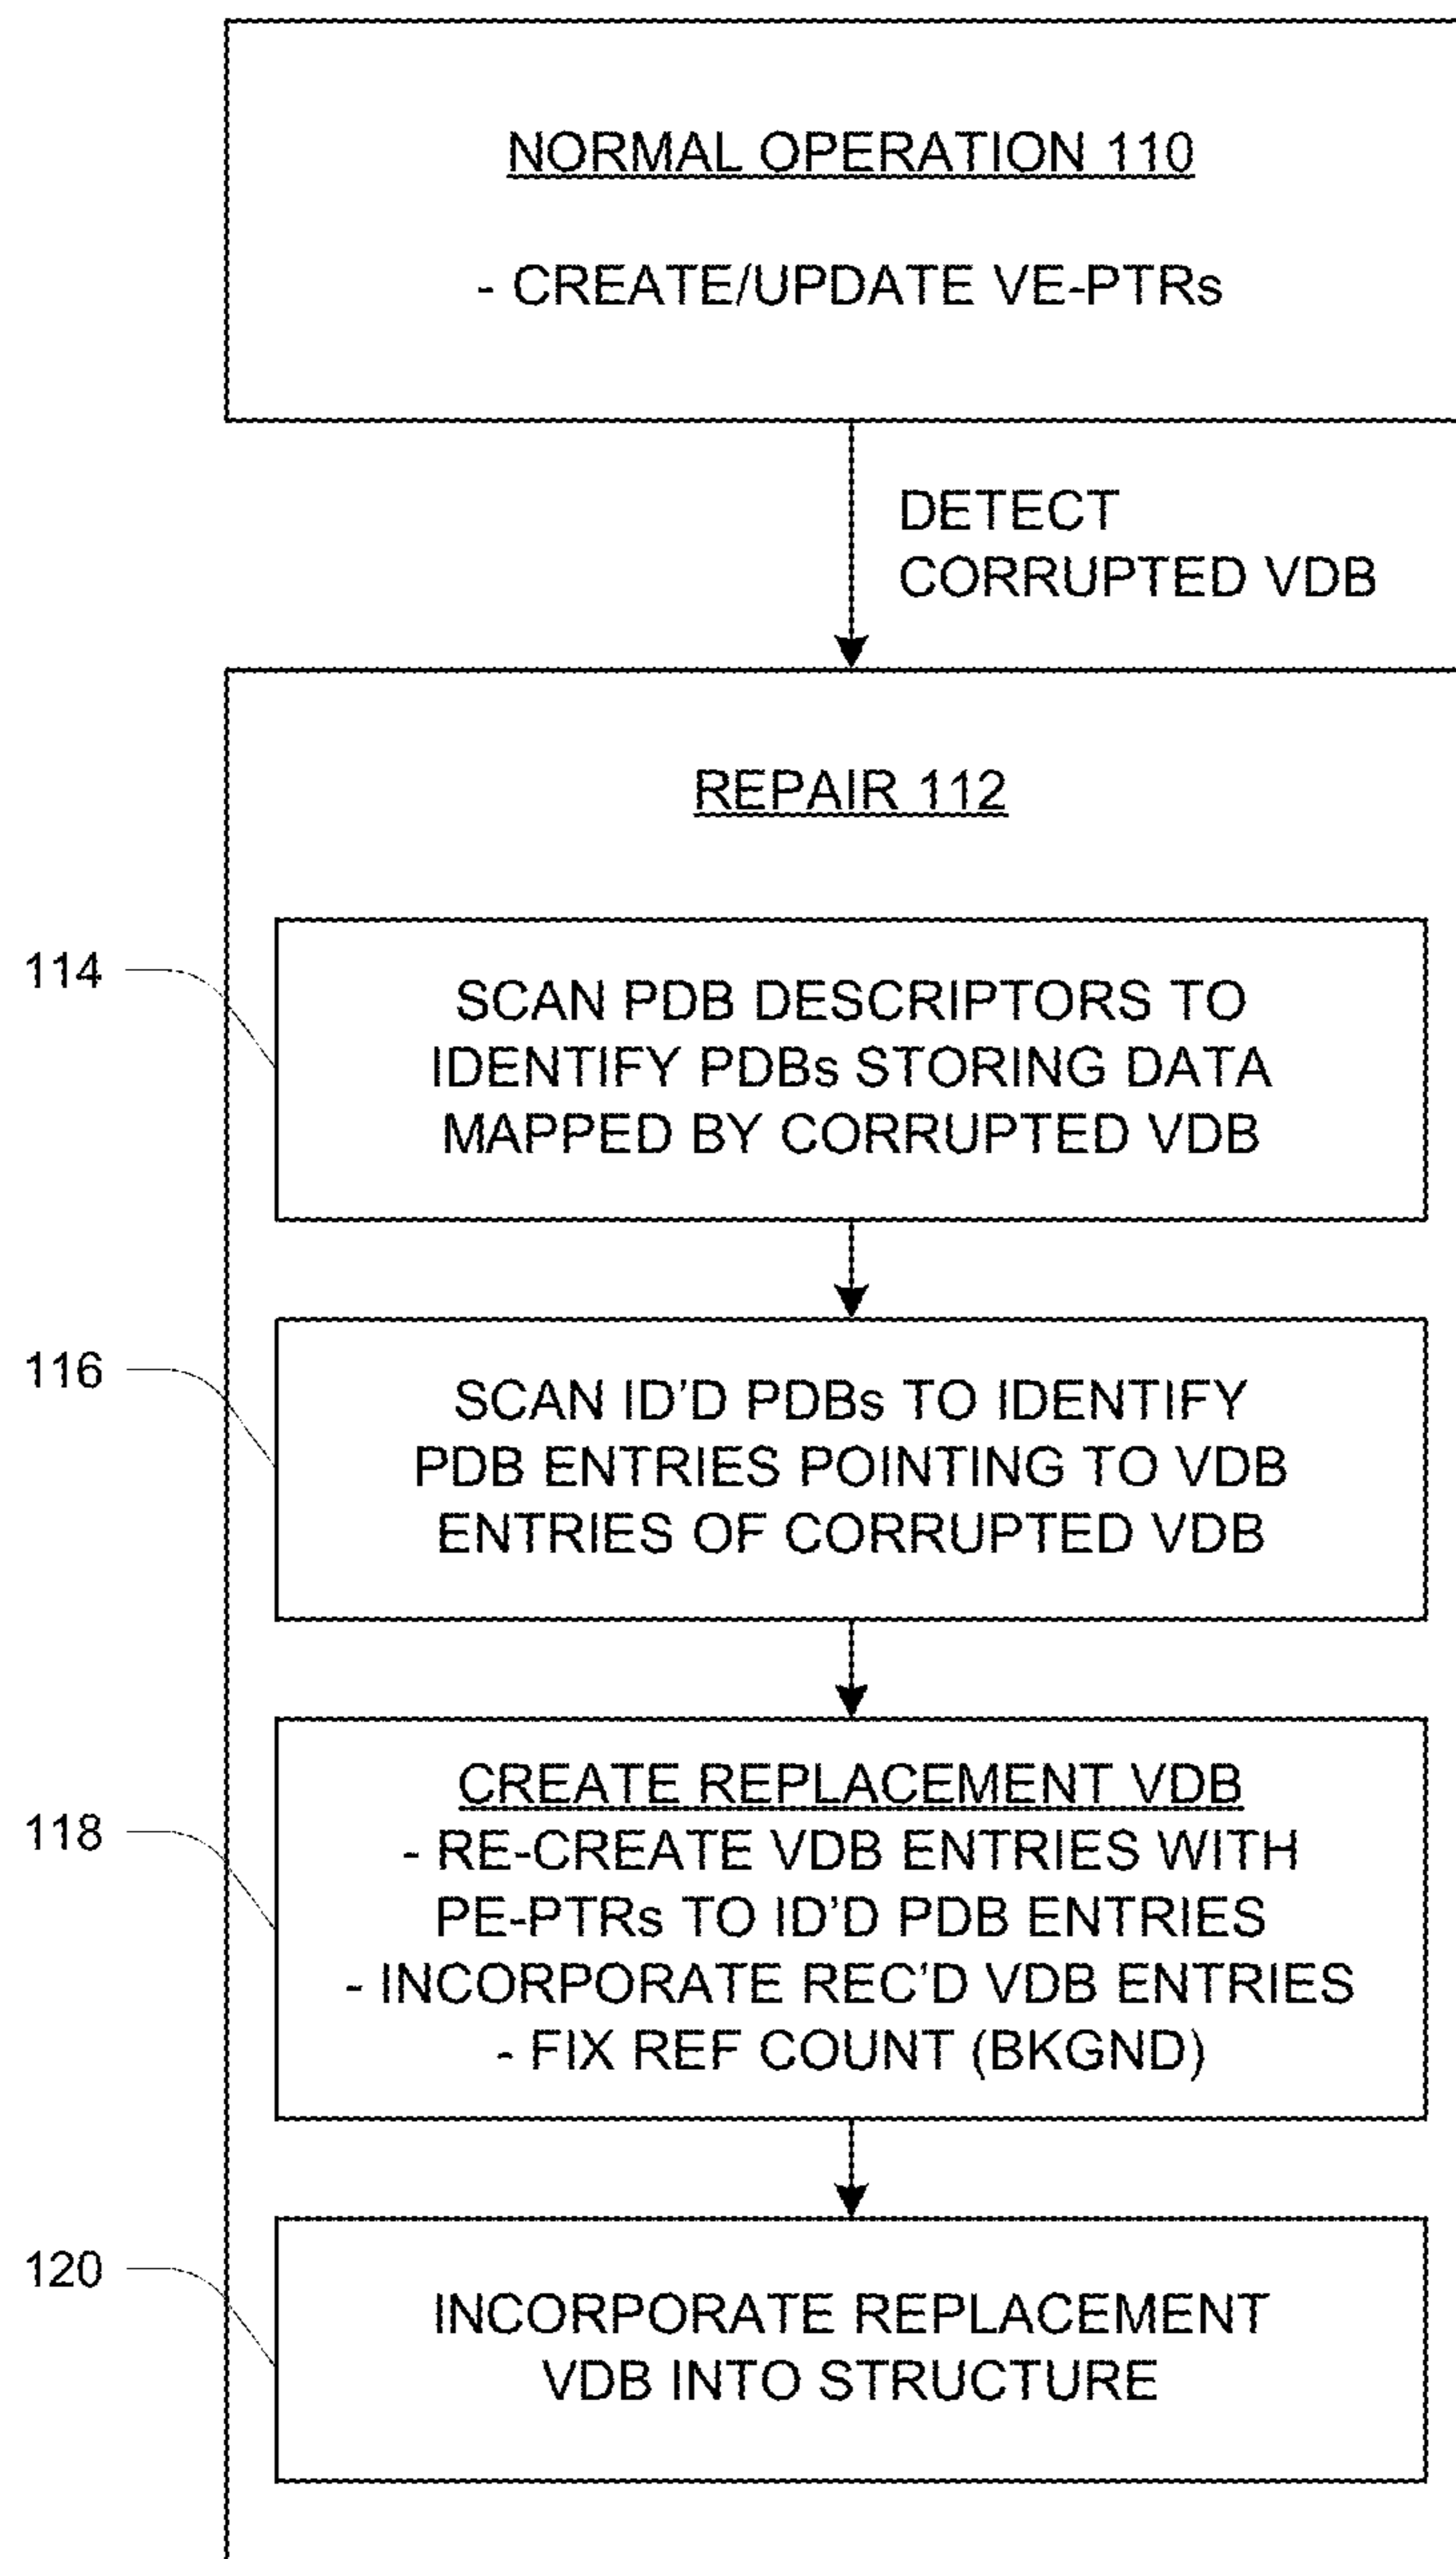 NORMAL OPERATION 110
- CREATE/UPDATE VE-PTRs
DETECT
CORRUPTED VDB
REPAIR 112
114
SCAN PDB DESCRIPTORS TO
IDENTIFY PDBs STORING DATA
MAPPED BY CORRUPTED VDB
116
SCAN ID'D PDBs TO IDENTIFY
PDB ENTRIES POINTING TO VDB
ENTRIES OF CORRUPTED VDB
118
CREATE REPLACEMENT VDB
- RE-CREATE VDB ENTRIES WITH
PE-PTRs TO ID'D PDB ENTRIES
- INCORPORATE REC'D VDB ENTRIES
- FIX REF COUNT (BKGND)
120
INCORPORATE REPLACEMENT
VDB INTO STRUCTURE